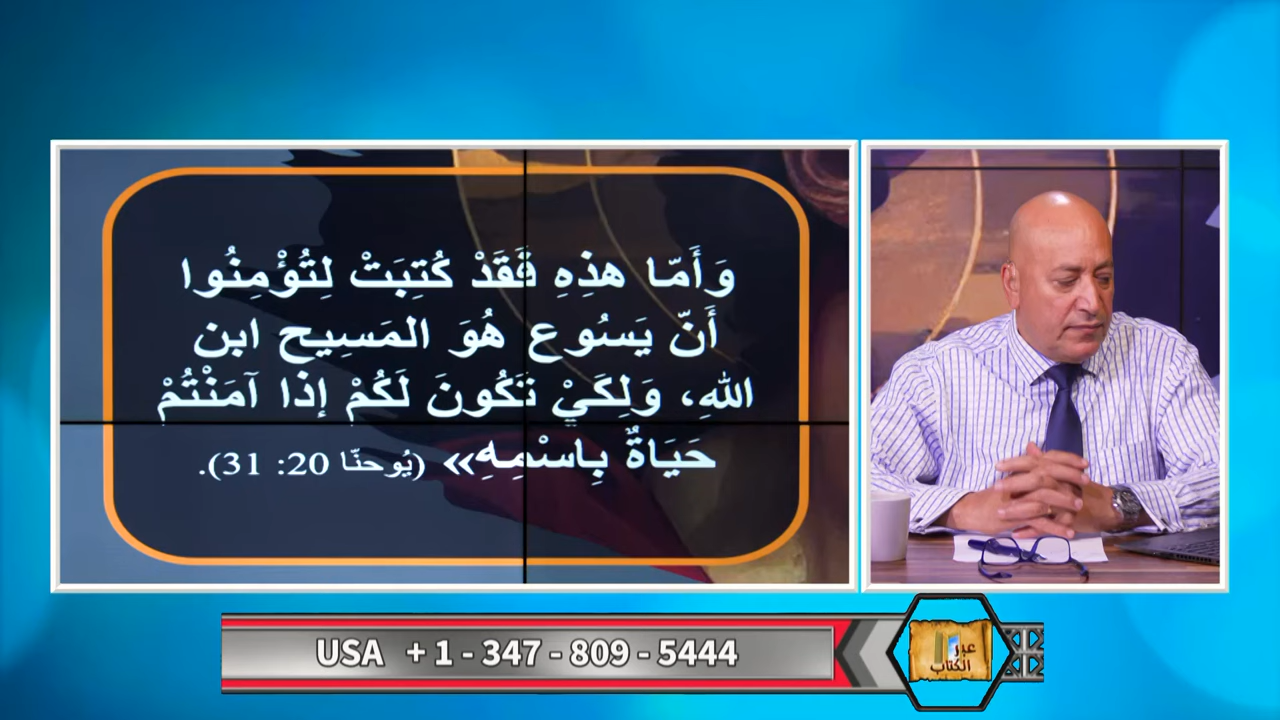 وَأَمّا هذِهِ فَقَدْ كُتِبَتْ لِتُؤْمِنُوا
أَنّ يَسُوع هُوَ المَسِيح ابن
اللهِ، وَلِكَيْ تَكُونَ لَكُمْ إذا آمَنْتُمْ
حَيَاةٌ بِاسْمِهِ» (يُوحنّا 20: 31).
USA + 1 - 347 - 809 - 5444
عبر
الكتاب